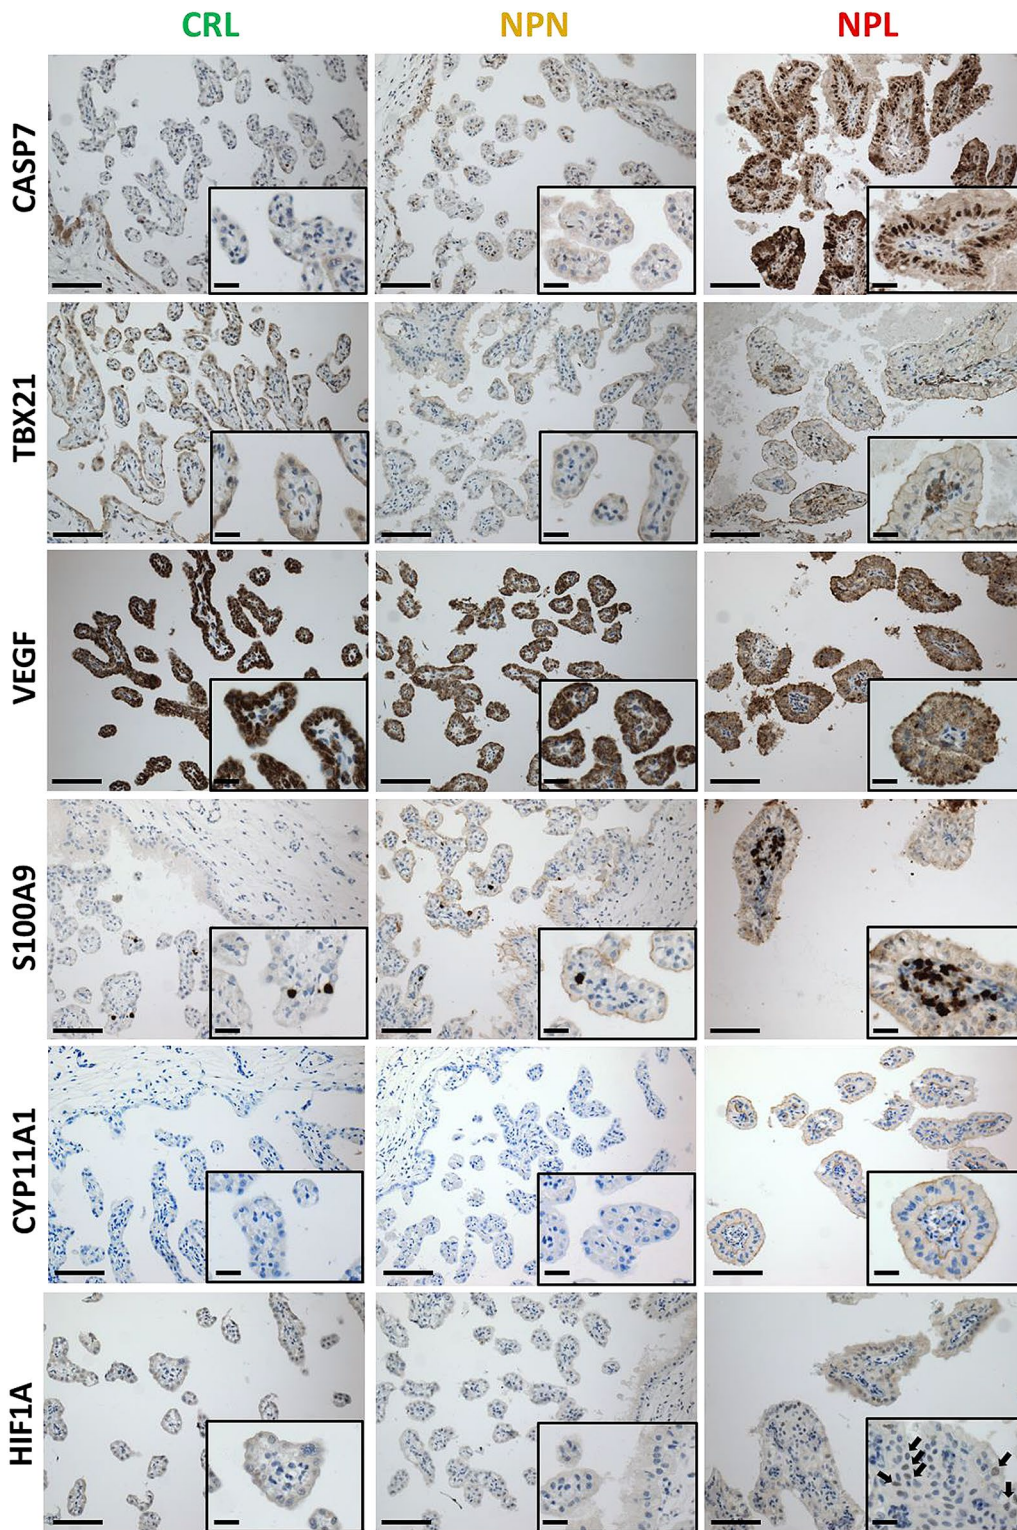 CRL NPN NPL
CASP7
TBX21
VEGF
S100A9
CYP11A1
HIF1A